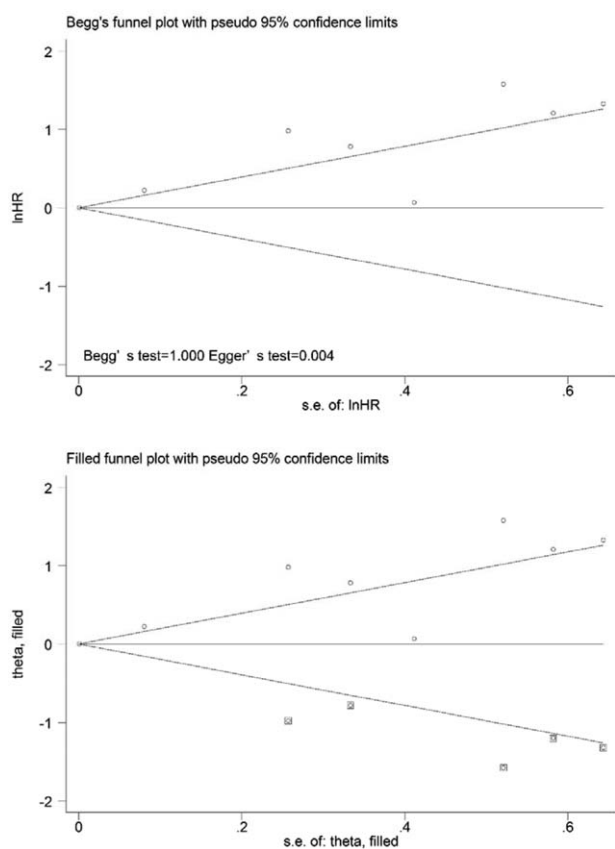 Begg's funnel plot with pseudo 95% confidence limits
2
1
0
-1
-2
lnHR
Begg' s test=1.000 Egger' s test=0.004
0 .2 .4 .6
s.e. of: lnHR
Filled funnel plot with pseudo 95% confidence limits
2
1
0
-1
-2
theta, filled
0 .2 .4 .6
s.e. of: theta, filled